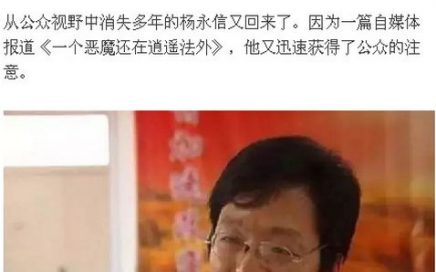 从公众视野中消失多年的杨永信又回来了。因为一篇自媒体
报道《一个恶魔还在逍遥法外》，他又迅速获得了公众的注
意。